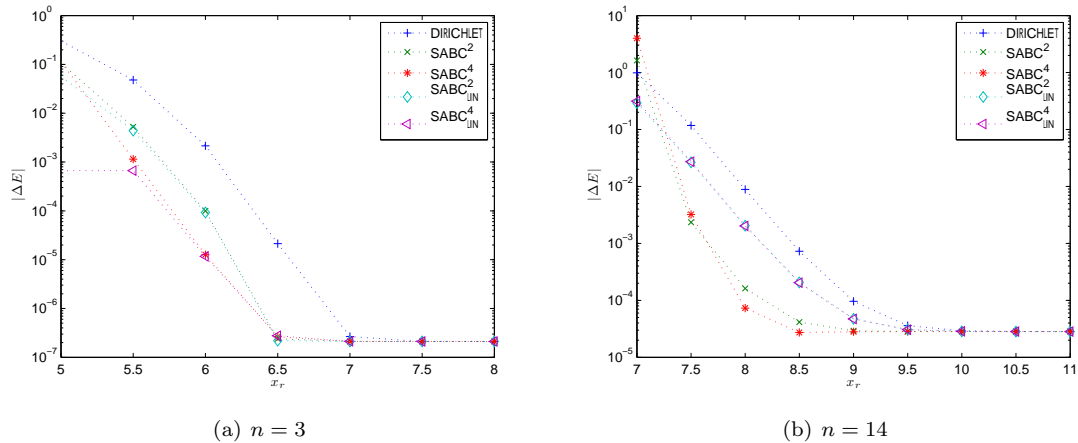 10^0
10^-1
10^-2
10^-3
10^-4
10^-5
10^-6
10^-7
|ΔE|
5 5.5 6 6.5 7 7.5 8
x_r
DIRICHLET
SABC^2
SABC^4
SABC^2_LIN
SABC^4_LIN
(a) n = 3
10^1
10^0
10^-1
10^-2
10^-3
10^-4
10^-5
|ΔE|
7 7.5 8 8.5 9 9.5 10 10.5 11
x_r
DIRICHLET
SABC^2
SABC^4
SABC^2_LIN
SABC^4_LIN
(b) n = 14